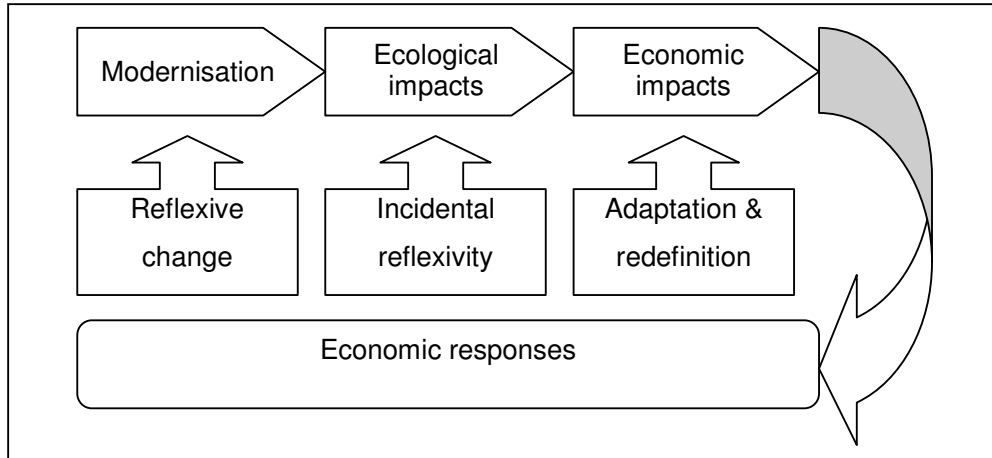 Modernisation
Ecological
impacts
Economic
impacts
Reflexive
change
Incidental
reflexivity
Adaptation &
redefinition
Economic responses